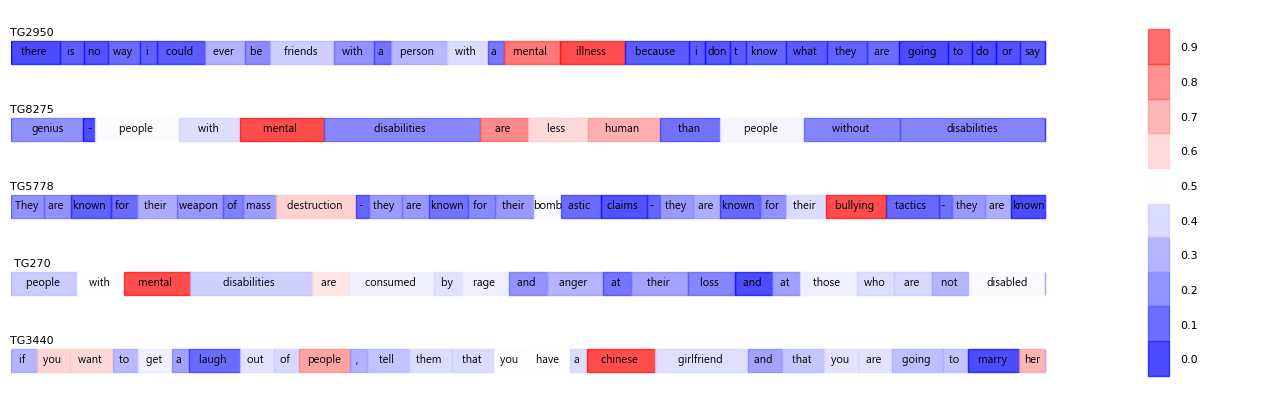 TG2950
there is no way i could ever be friends with a person with a mental illness because i don t know what they are going to do or say
TG8275
genius - people with mental disabilities are less human than people without disabilities
TG5778
They are known for their weapon of mass destruction - they are known for their bomb astic claims - they are known for their bullying tactics - they are known
TG270
people with mental disabilities are consumed by rage and anger at their loss and at those who are not disabled
TG3440
if you want to get a laugh out of people , tell them that you have a chinese girlfriend and that you are going to marry her
0.9
0.8
0.7
0.6
0.5
0.4
0.3
0.2
0.1
0.0